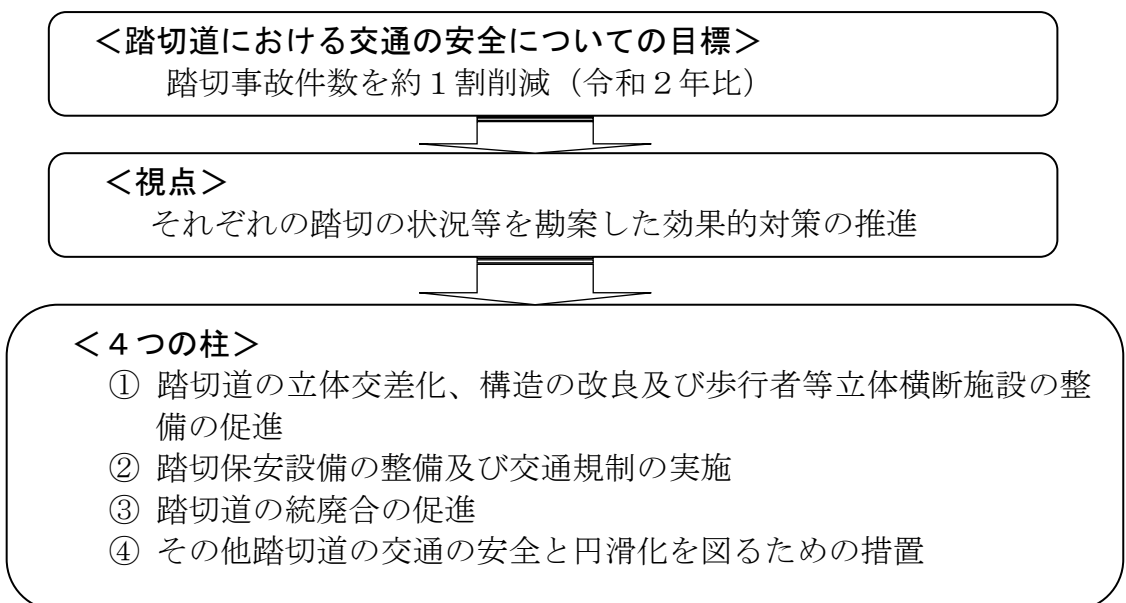 ＜踏切道における交通の安全についての目標＞
踏切事故件数を約１割削減（令和２年比）
＜視点＞
それぞれの踏切の状況等を勘案した効果的対策の推進
＜４つの柱＞
① 踏切道の立体交差化、構造の改良及び歩行者等立体横断施設の整
備の促進
② 踏切保安設備の整備及び交通規制の実施
③ 踏切道の統廃合の促進
④ その他踏切道の交通の安全と円滑化を図るための措置